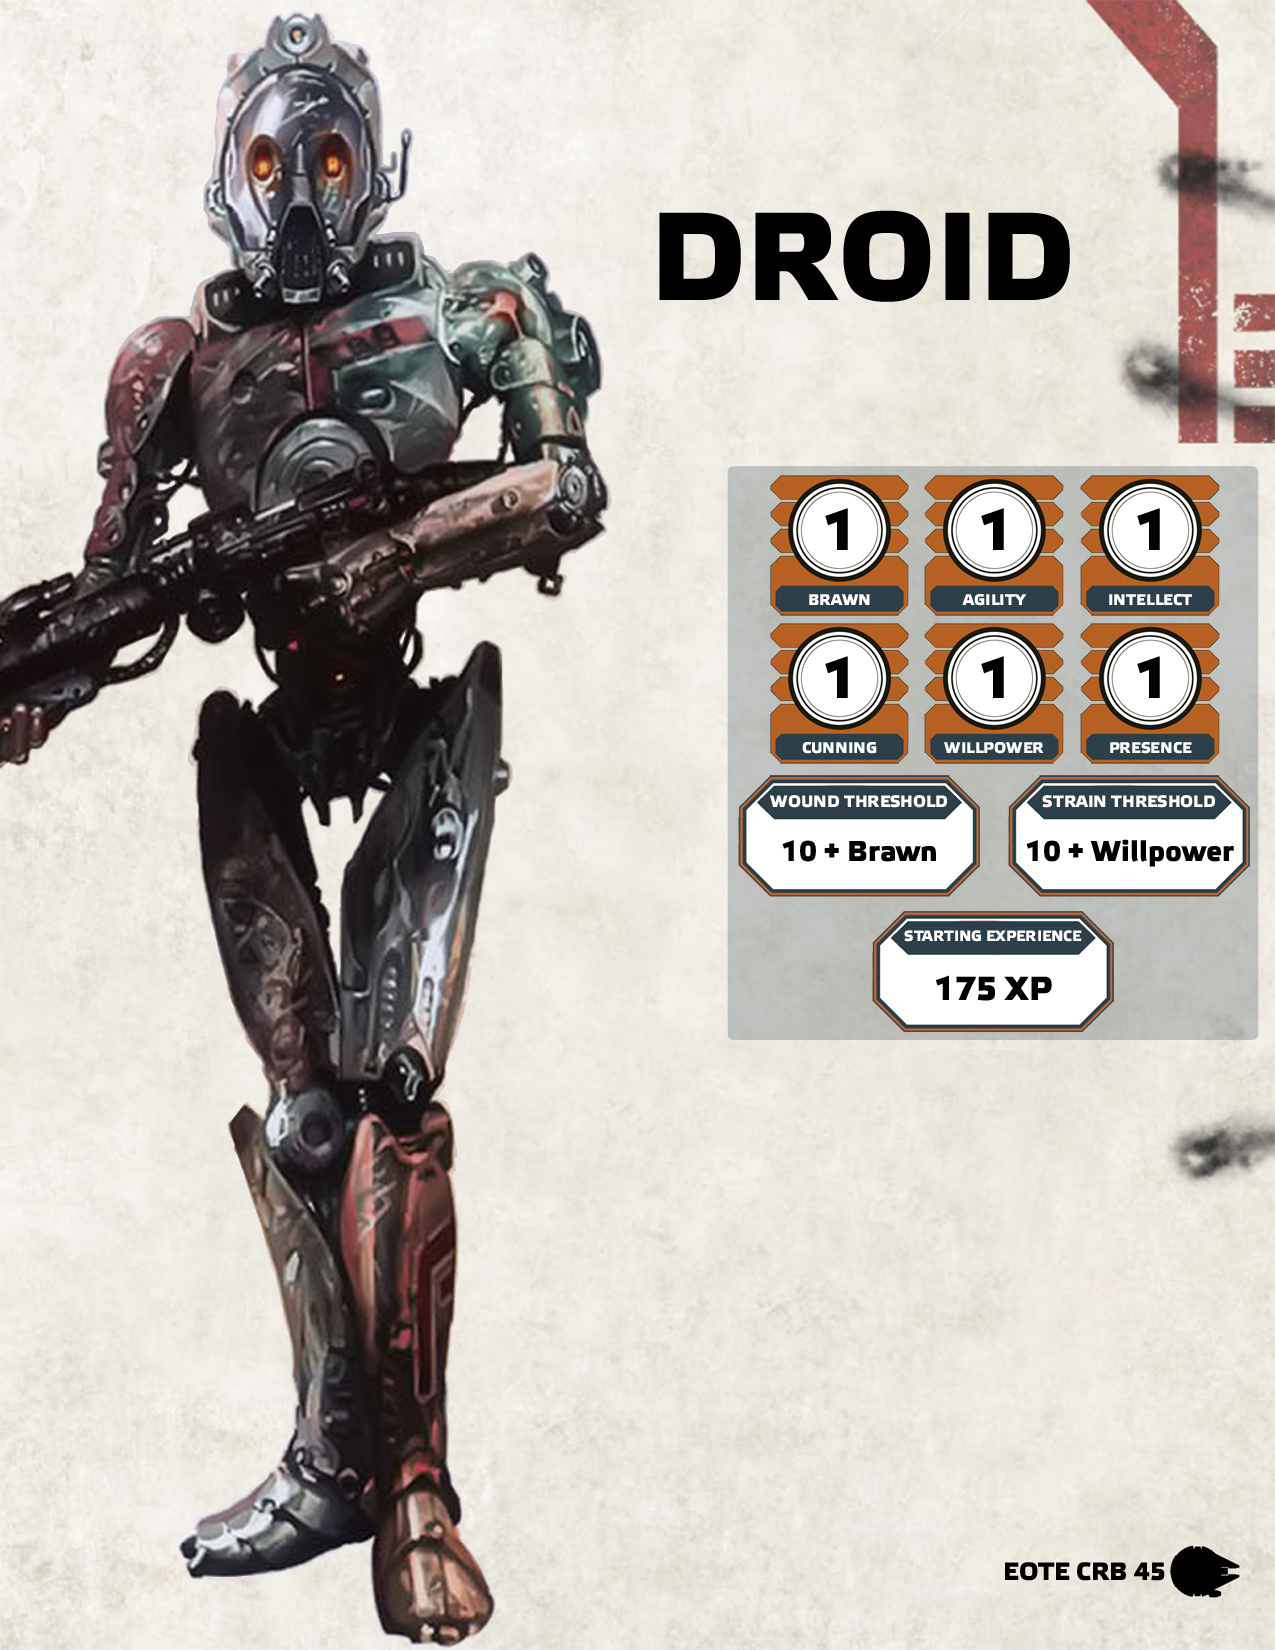 DROID
1 1 1
BRAWN AGILITY INTELLECT
1 1 1
CUNNING WILLPOWER PRESENCE
WOUND THRESHOLD STRAIN THRESHOLD
10 + Brawn 10 + Willpower
STARTING EXPERIENCE
175 XP
EOTE CRB 45